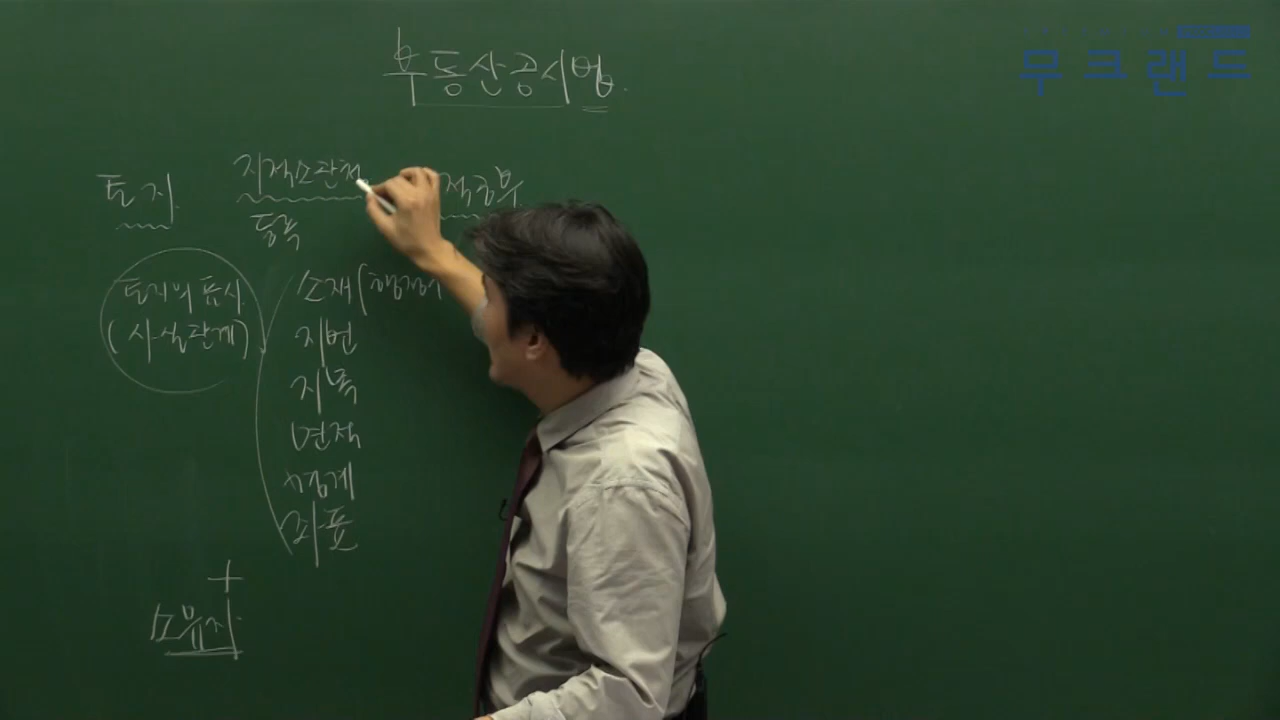 부동산공시법.
무크랜드
토지. 지적소관청 적공부
등록
토지의 표시 소재(행정
(사실관계) 지번
지목
면적
경계
좌표
+
소유자.